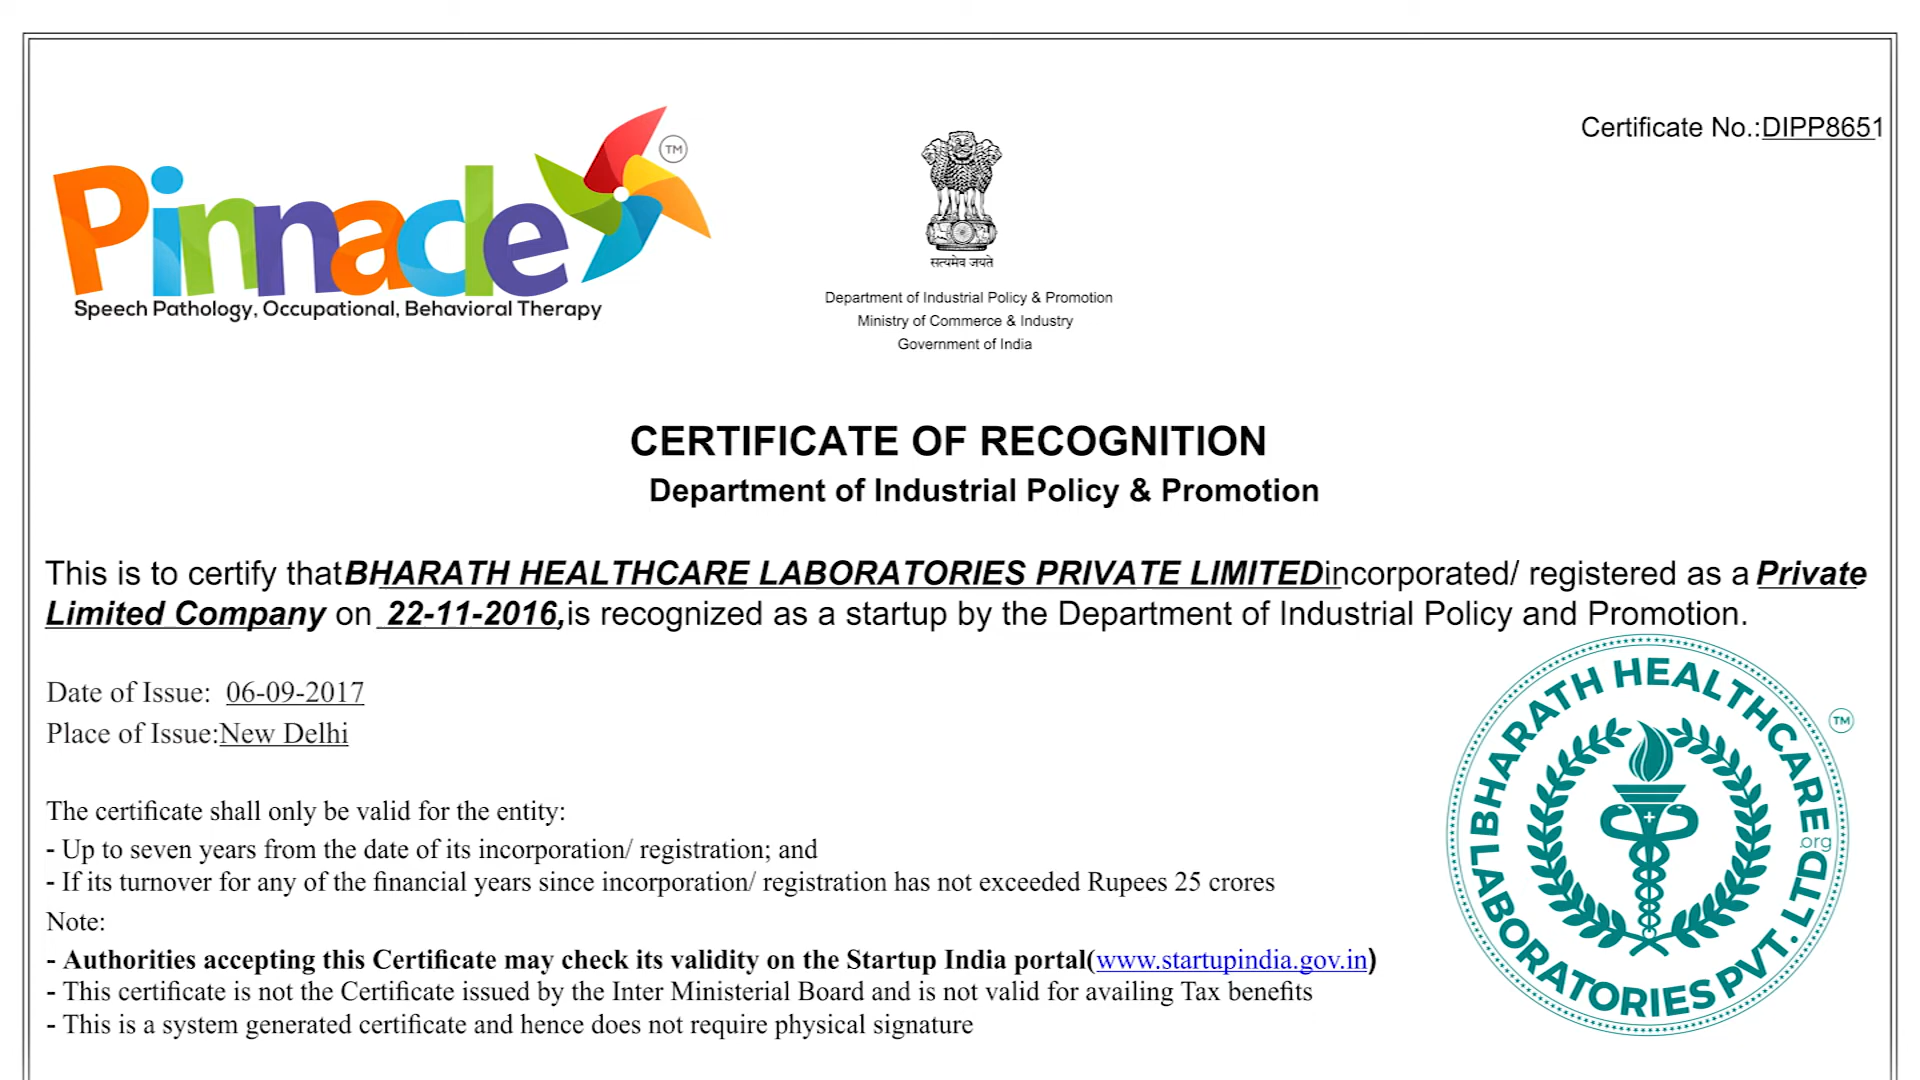 Certificate No.:DIPP8651
Pinnacle
TM
Speech Pathology, Occupational, Behavioral Therapy
सत्यमेव जयते
Department of Industrial Policy & Promotion
Ministry of Commerce & Industry
Government of India
CERTIFICATE OF RECOGNITION
Department of Industrial Policy & Promotion
This is to certify thatBHARATH HEALTHCARE LABORATORIES PRIVATE LIMITEDincorporated/ registered as a Private
Limited Company on 22-11-2016,is recognized as a startup by the Department of Industrial Policy and Promotion.
Date of Issue: 06-09-2017
Place of Issue:New Delhi
The certificate shall only be valid for the entity:
- Up to seven years from the date of its incorporation/ registration; and
- If its turnover for any of the financial years since incorporation/ registration has not exceeded Rupees 25 crores
Note:
- Authorities accepting this Certificate may check its validity on the Startup India portal(www.startupindia.gov.in)
- This certificate is not the Certificate issued by the Inter Ministerial Board and is not valid for availing Tax benefits
- This is a system generated certificate and hence does not require physical signature
BHARATH HEALTHCARE
LABORATORIES PVT. LTD
.org
TM